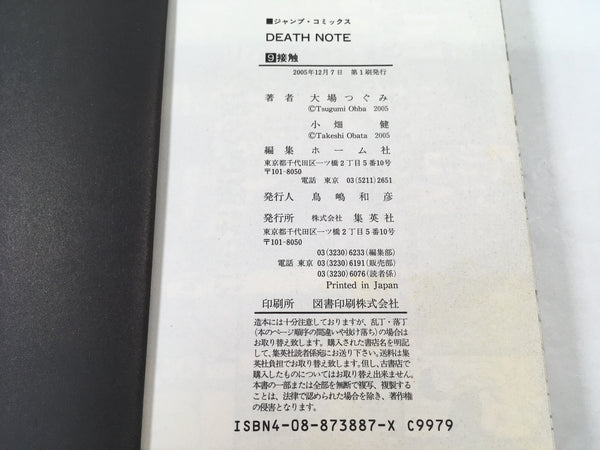 ■ジャンプ・コミックス
DEATH NOTE
9接触
2005年12月7日 第1刷発行
著者 大場つぐみ
©Tsugumi Ohba 2005
小畑健
©Takeshi Obata 2005
編集 ホーム社
東京都千代田区一ツ橋2丁目5番10号
〒101-8050
電話 東京 03(5211)2651
発行人 鳥嶋和彦
発行所 株式会社 集英社
東京都千代田区一ツ橋2丁目5番10号
〒101-8050
03(3230)6233(編集部)
電話 東京 03(3230)6191(販売部)
03(3230)6076(読者係)
Printed in Japan
印刷所 図書印刷株式会社
造本には十分注意しておりますが、乱丁・落丁
(本のページ順序の間違いや抜け落ち)の場合は
お取り替え致します。購入された書店名を明記
して、集英社読者係宛にお送り下さい。送料は集
英社負担でお取り替え致します。但し、古書店で
購入したものについてはお取り替え出来ません。
本書の一部または全部を無断で複写、複製する
ことは、法律で認められた場合を除き、著作権
の侵害となります。
ISBN4-08-873887-X C9979